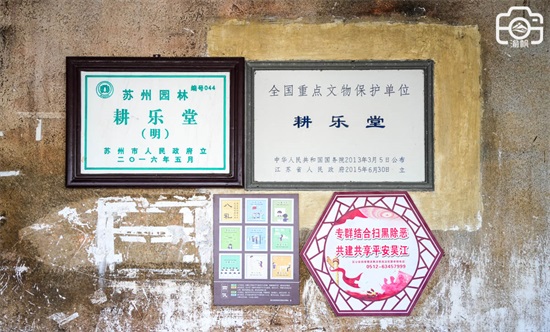 苏州园林
编号044
耕乐堂
(明)
苏州市人民政府立
二〇一六年五月
全国重点文物保护单位
耕乐堂
中华人民共和国国务院2013年3月5日公布
江苏省人民政府2015年6月30日 立
专群结合扫黑除恶
共建共享平安吴江
0512-63457999